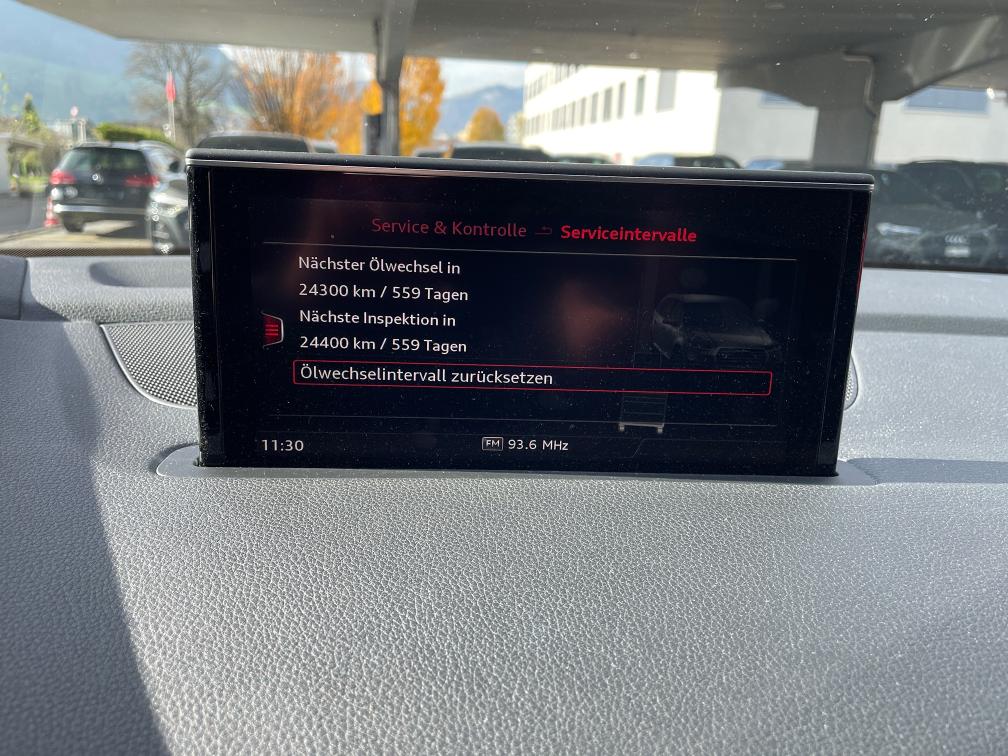 Service & Kontrolle Serviceintervalle
Nächster Ölwechsel in
24300 km / 559 Tagen
Nächste Inspektion in
24400 km / 559 Tagen
Ölwechselintervall zurücksetzen
11:30 FM 93.6 MHz